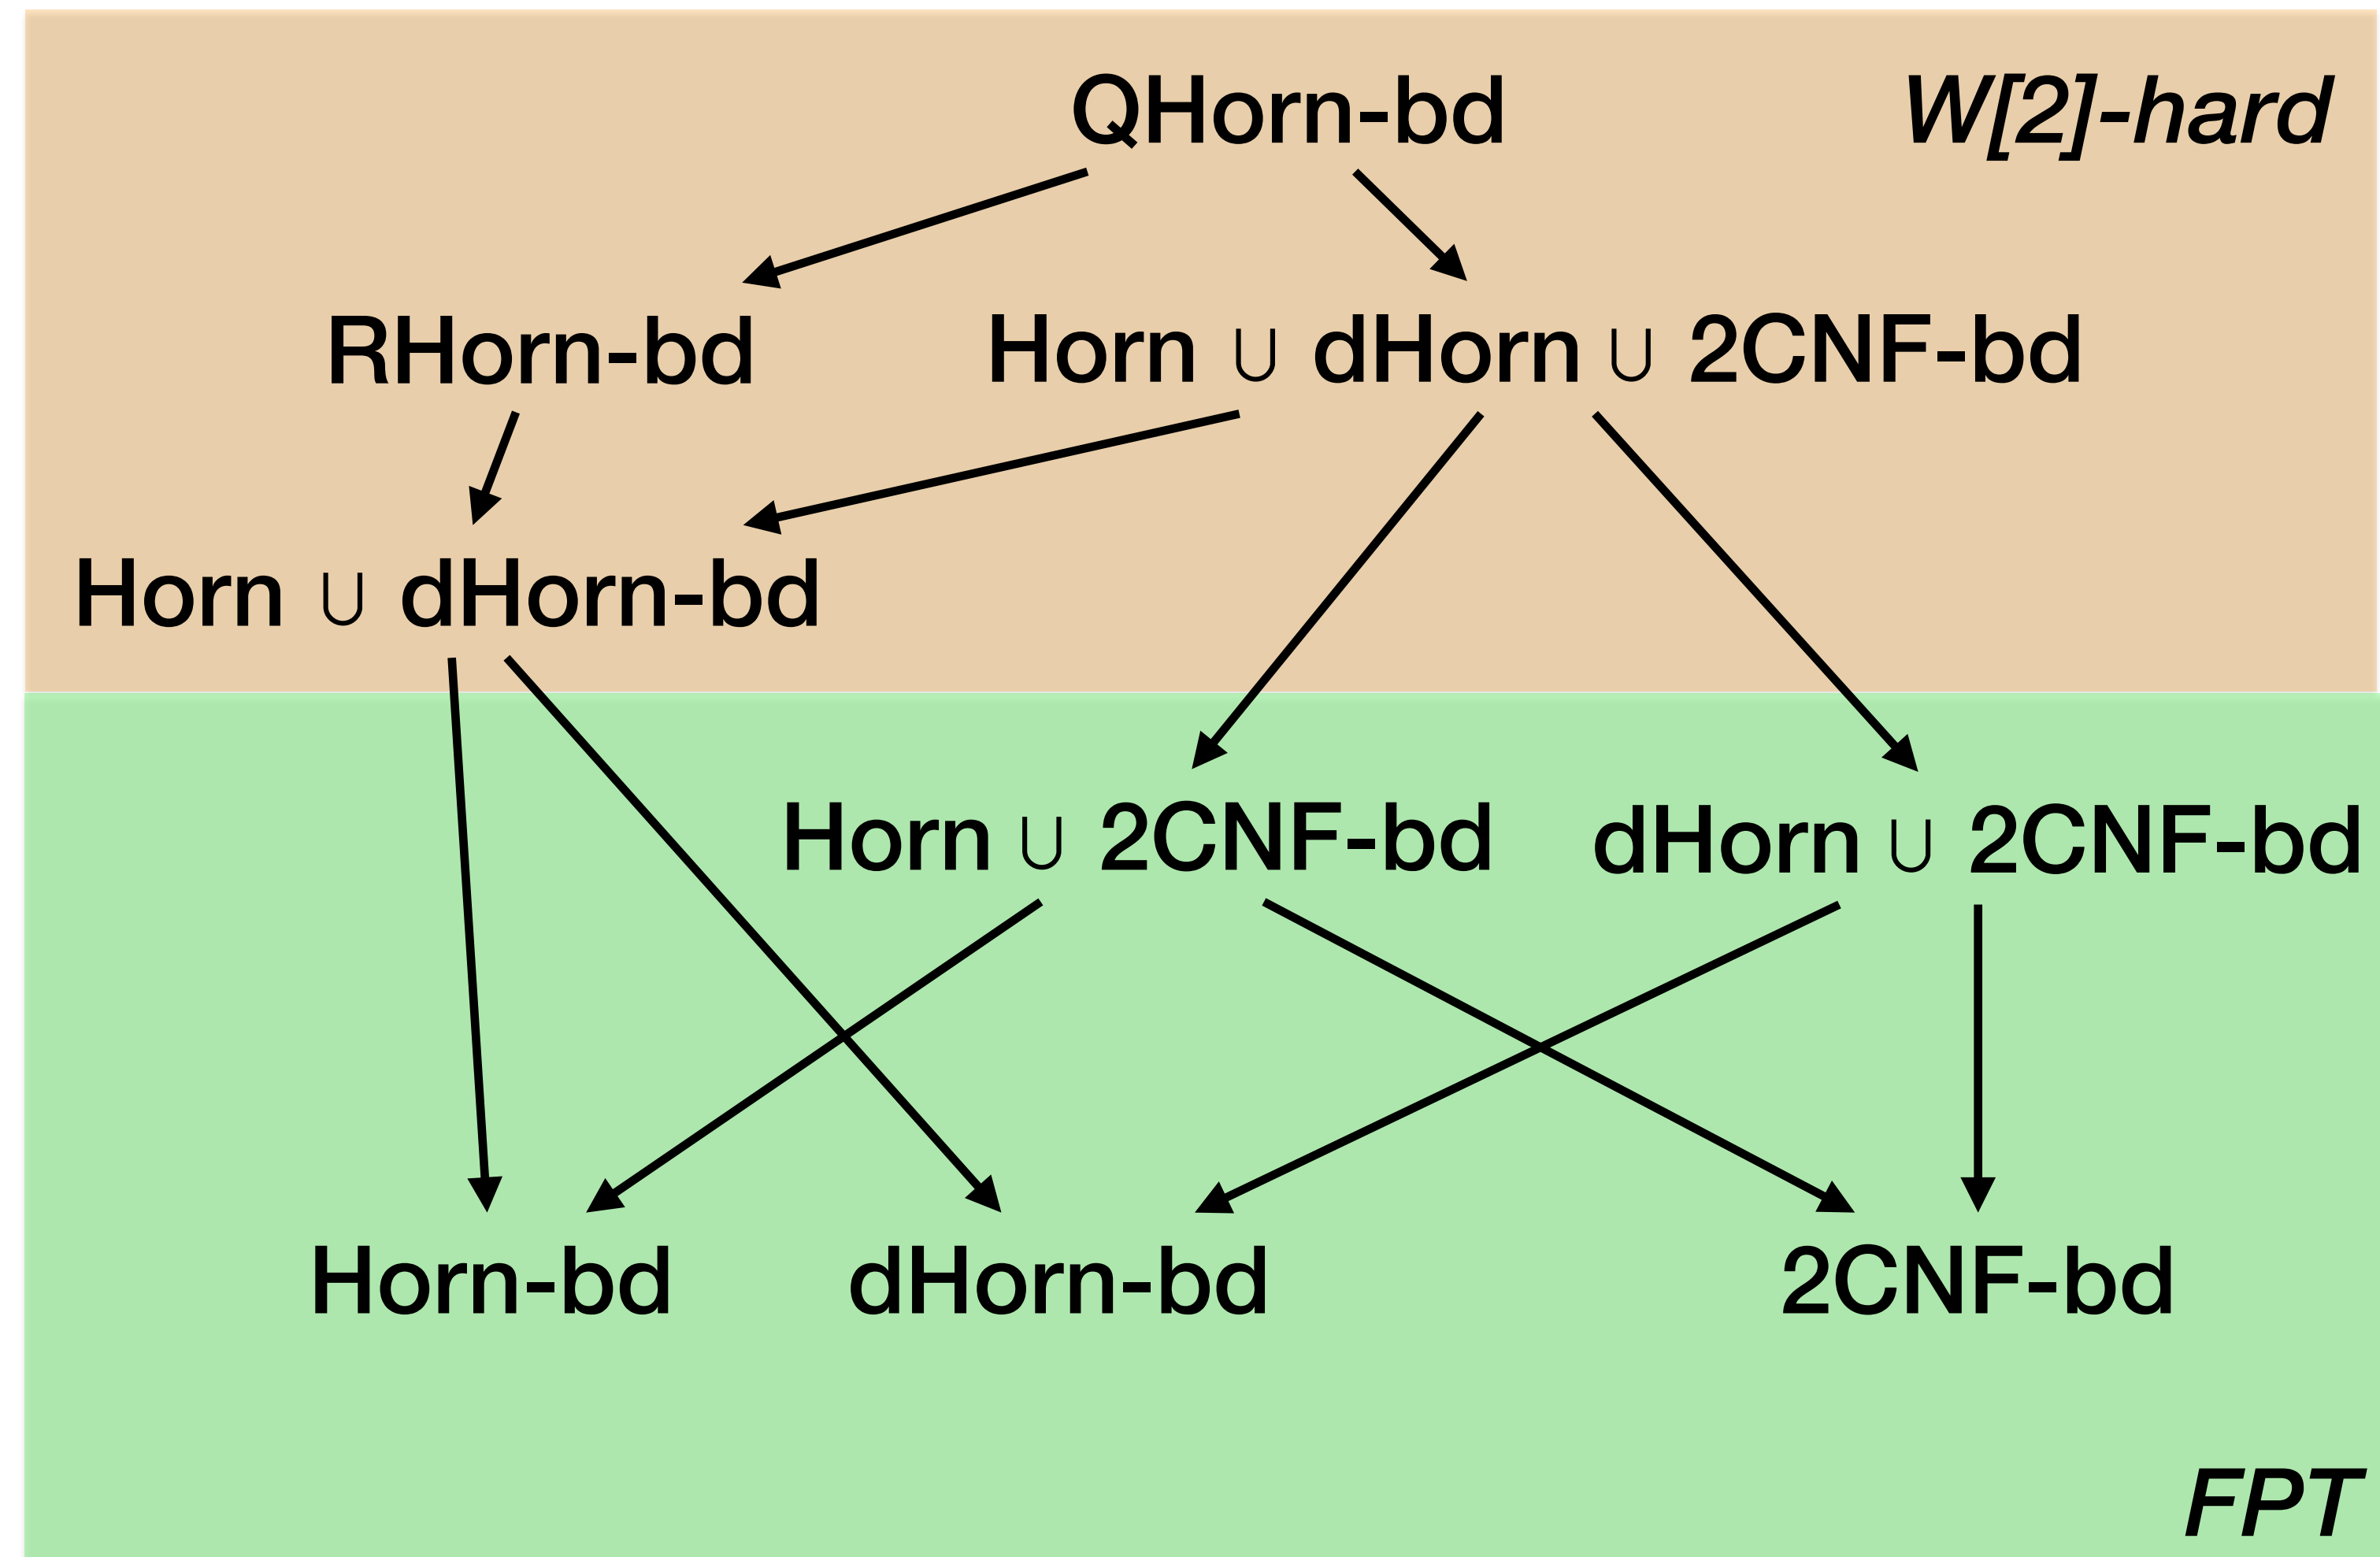 QHorn-bd
W[2]-hard
RHorn-bd
Horn ∪ dHorn ∪ 2CNF-bd
Horn ∪ dHorn-bd
Horn ∪ 2CNF-bd
dHorn ∪ 2CNF-bd
Horn-bd
dHorn-bd
2CNF-bd
FPT